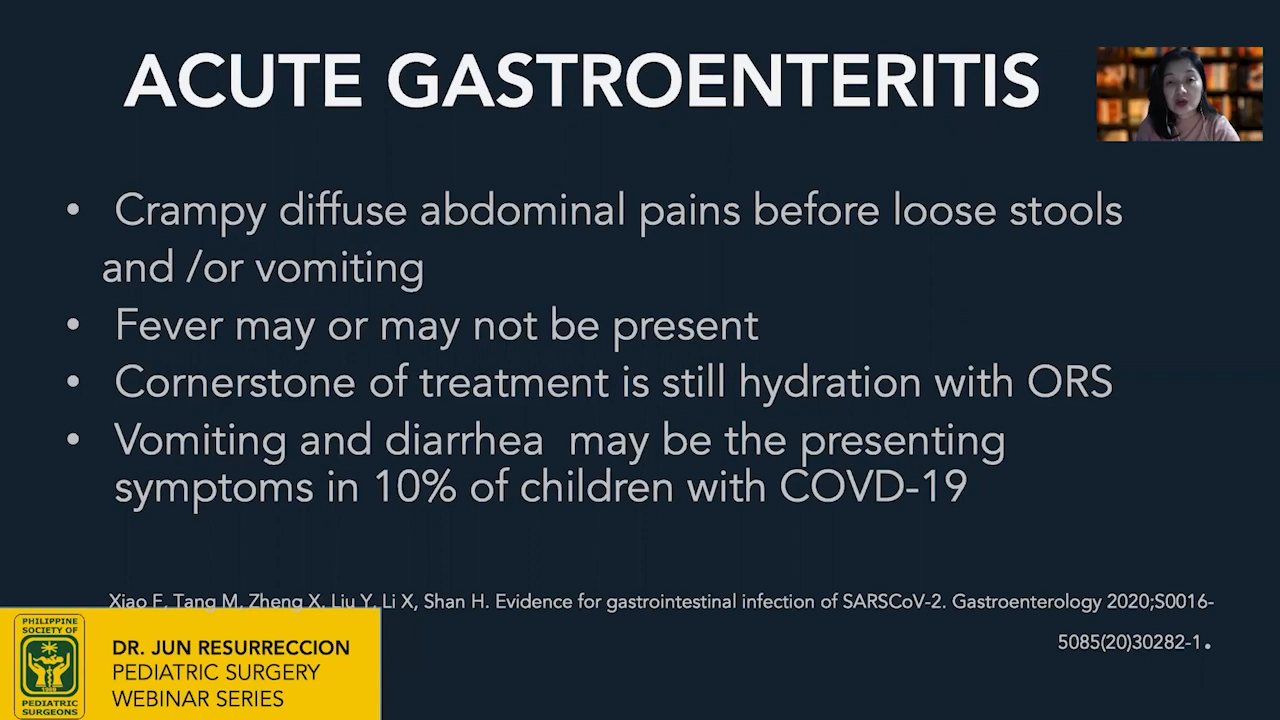 ACUTE GASTROENTERITIS
• Crampy diffuse abdominal pains before loose stools
and /or vomiting
• Fever may or may not be present
• Cornerstone of treatment is still hydration with ORS
• Vomiting and diarrhea may be the presenting
symptoms in 10% of children with COVD-19
Xiao F, Tang M, Zheng X, Liu Y, Li X, Shan H. Evidence for gastrointestinal infection of SARSCoV-2. Gastroenterology 2020;S0016-
5085(20)30282-1.
PHILIPPINE
SOCIETY OF
PEDIATRIC
SURGEONS
DR. JUN RESURRECCION
PEDIATRIC SURGERY
WEBINAR SERIES